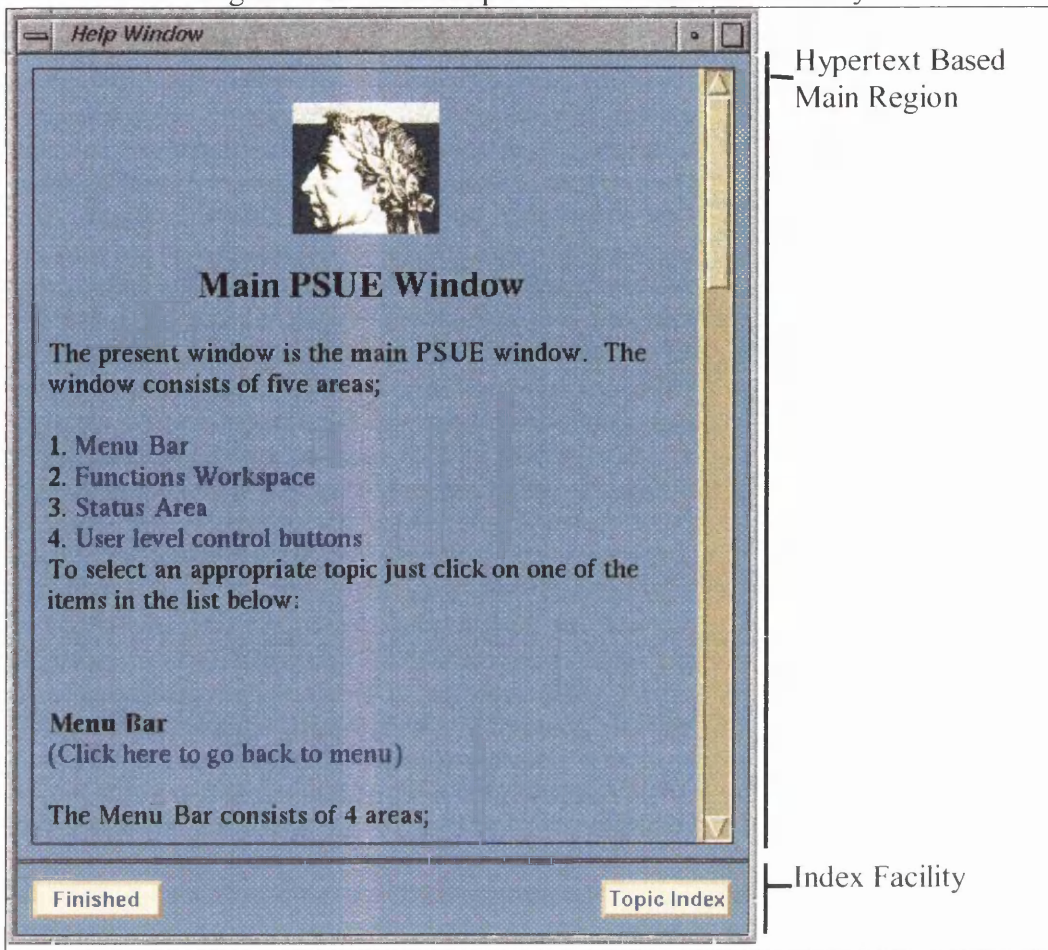 Help Window
Hypertext Based
Main Region
Main PSUE Window
The present window is the main PSUE window. The
window consists of five areas;
1. Menu Bar
2. Functions Workspace
3. Status Area
4. User level control buttons
To select an appropriate topic just click on one of the
items in the list below:
Menu Bar
(Click here to go back to menu)
The Menu Bar consists of 4 areas;
Finished
Topic Index
Index Facility